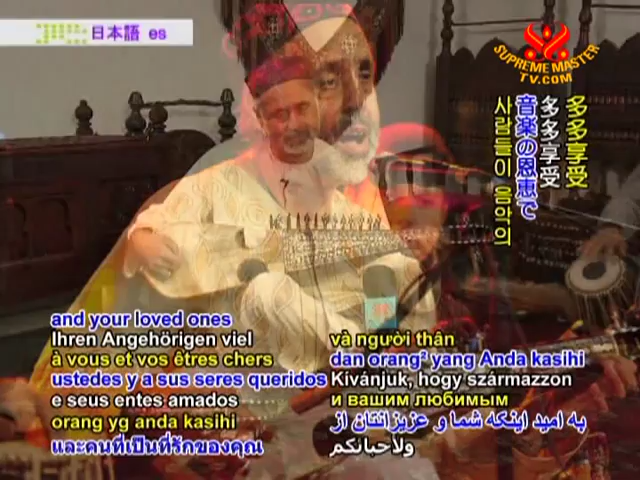 日本語 es
SUPREME MASTER
TV.COM
多多享受
多多享受
音楽の恩恵で
사람들이 음악의
and your loved ones
Ihren Angehörigen viel
à vous et vos êtres chers
ustedes y a sus seres queridos
e seus entes amados
orang yg anda kasihi
และคนที่เป็นที่รักของคุณ
và người thân
dan orang² yang Anda kasihi
Kívánjuk, hogy származzon
и вашим любимым
به امید اینکه شما و عزیزانتان از
ولأحبائكم